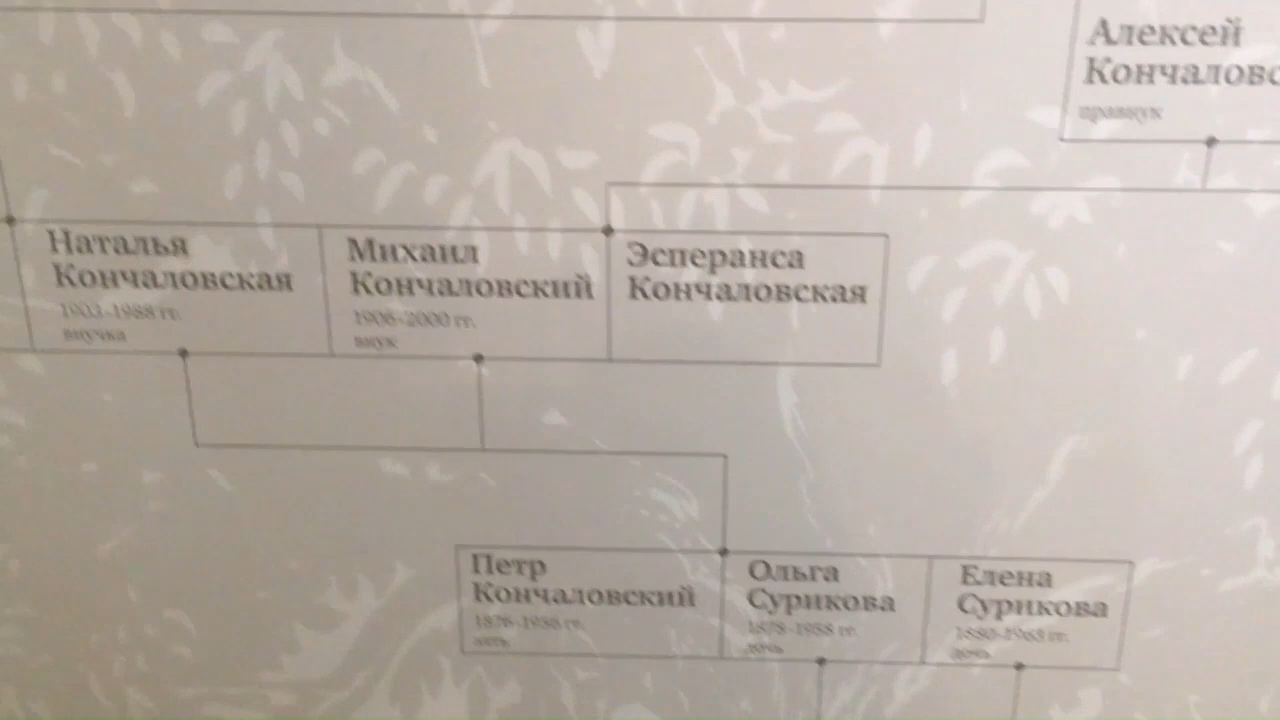 Алексей
Кончаловс
правнук
Наталья
Кончаловская
1903-1988 гг.
внучка
Михаил
Кончаловский
1906-2000 гг.
внук
Эсперанса
Кончаловская
Петр
Кончаловский
1876-1956 гг.
зять
Ольга
Сурикова
1878-1958 гг.
дочь
Елена
Сурикова
1880-1963 гг.
дочь